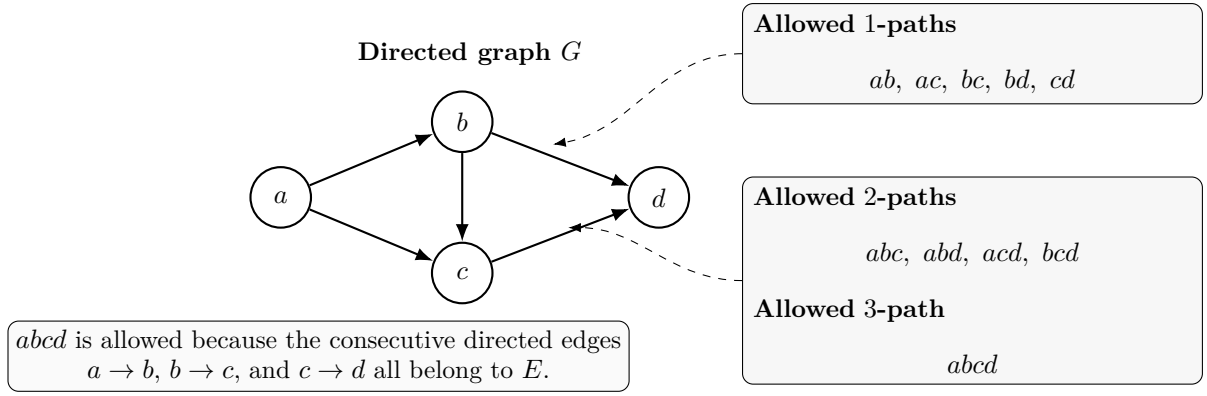 Directed graph G
a
b
c
d
Allowed 1-paths
ab, ac, bc, bd, cd
Allowed 2-paths
abc, abd, acd, bcd
Allowed 3-path
abcd
abcd is allowed because the consecutive directed edges
a → b, b → c, and c → d all belong to E.